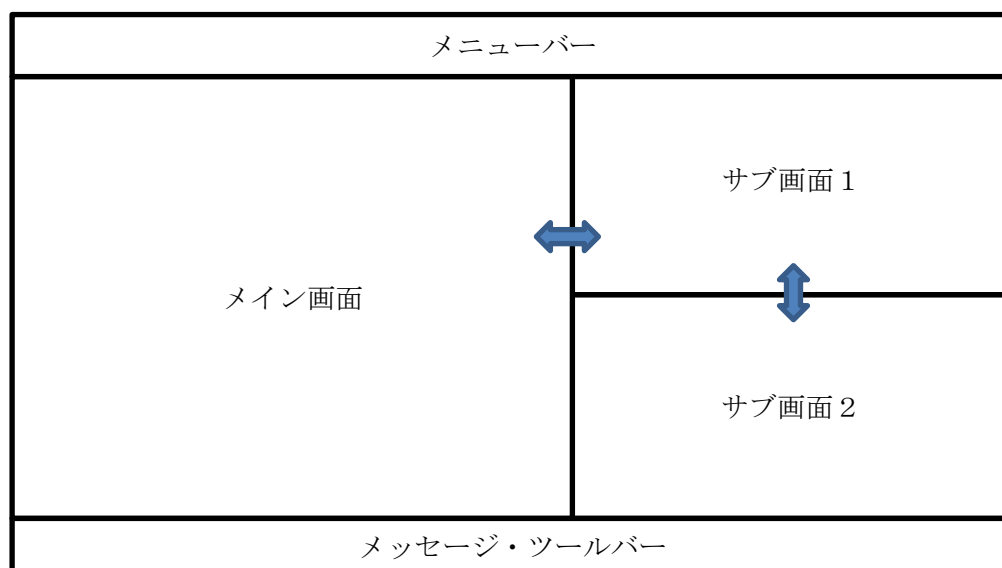 メニューバー
サブ画面１
メイン画面
サブ画面２
メッセージ・ツールバー